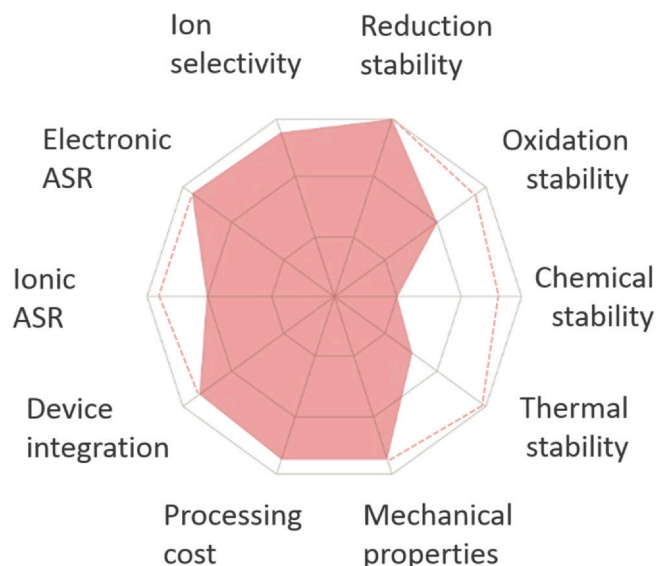 Ion
selectivity
Reduction
stability
Electronic
ASR
Oxidation
stability
Ionic
ASR
Chemical
stability
Device
integration
Thermal
stability
Processing
cost
Mechanical
properties